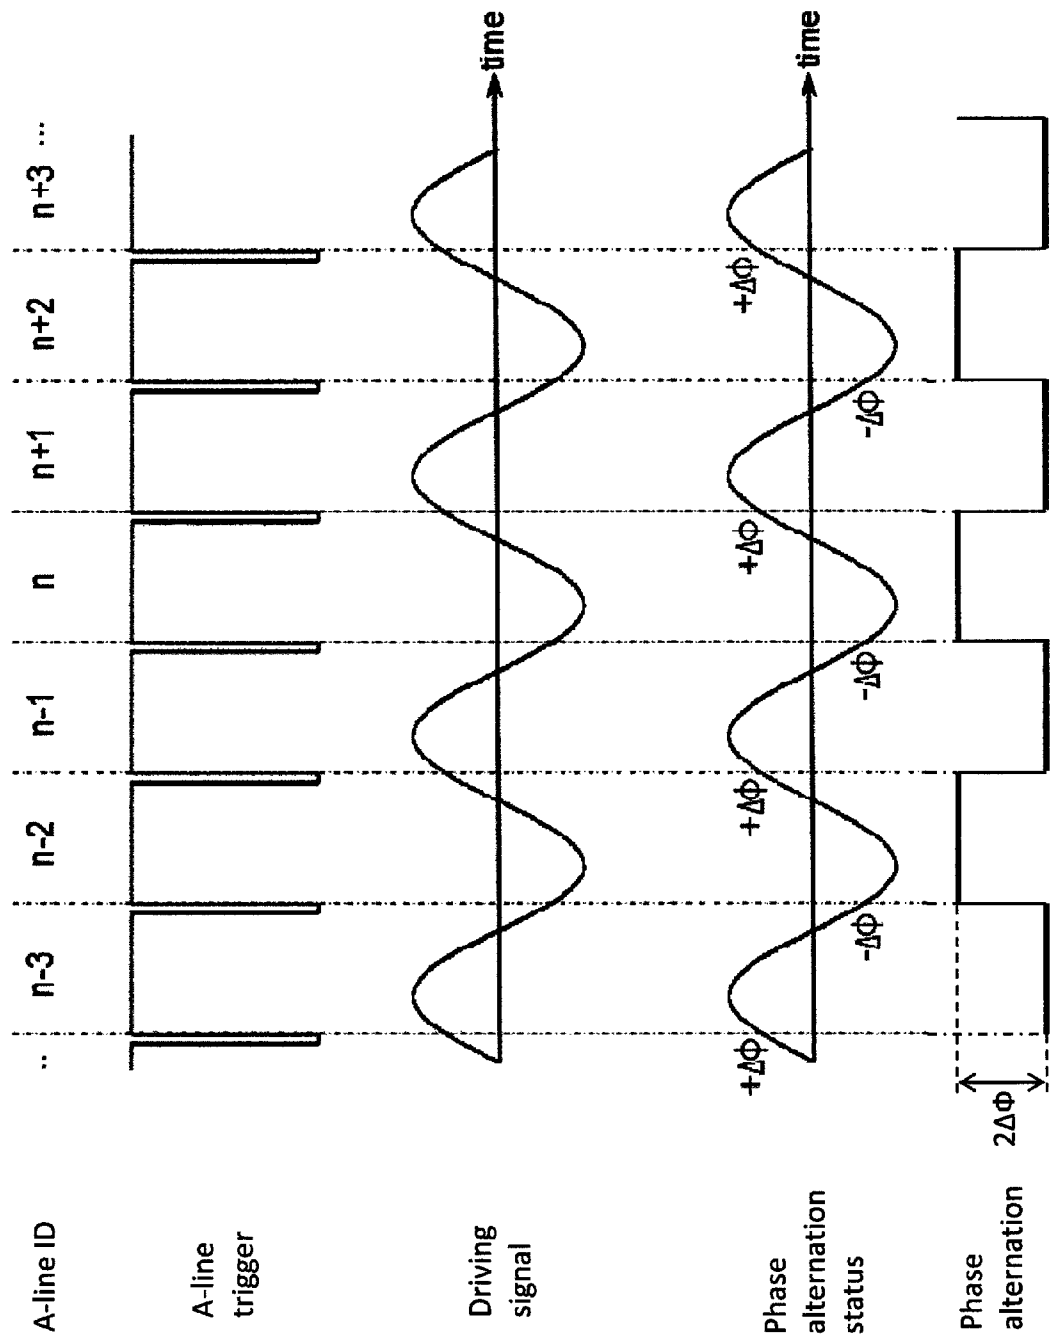 A-line ID
.. n-3 n-2 n-1 n n+1 n+2 n+3 ...
A-line
trigger
Driving
signal
time
Phase
alternation
status
+ΔΦ -ΔΦ +ΔΦ -ΔΦ +ΔΦ -ΔΦ +ΔΦ
time
Phase
alternation
2ΔΦ